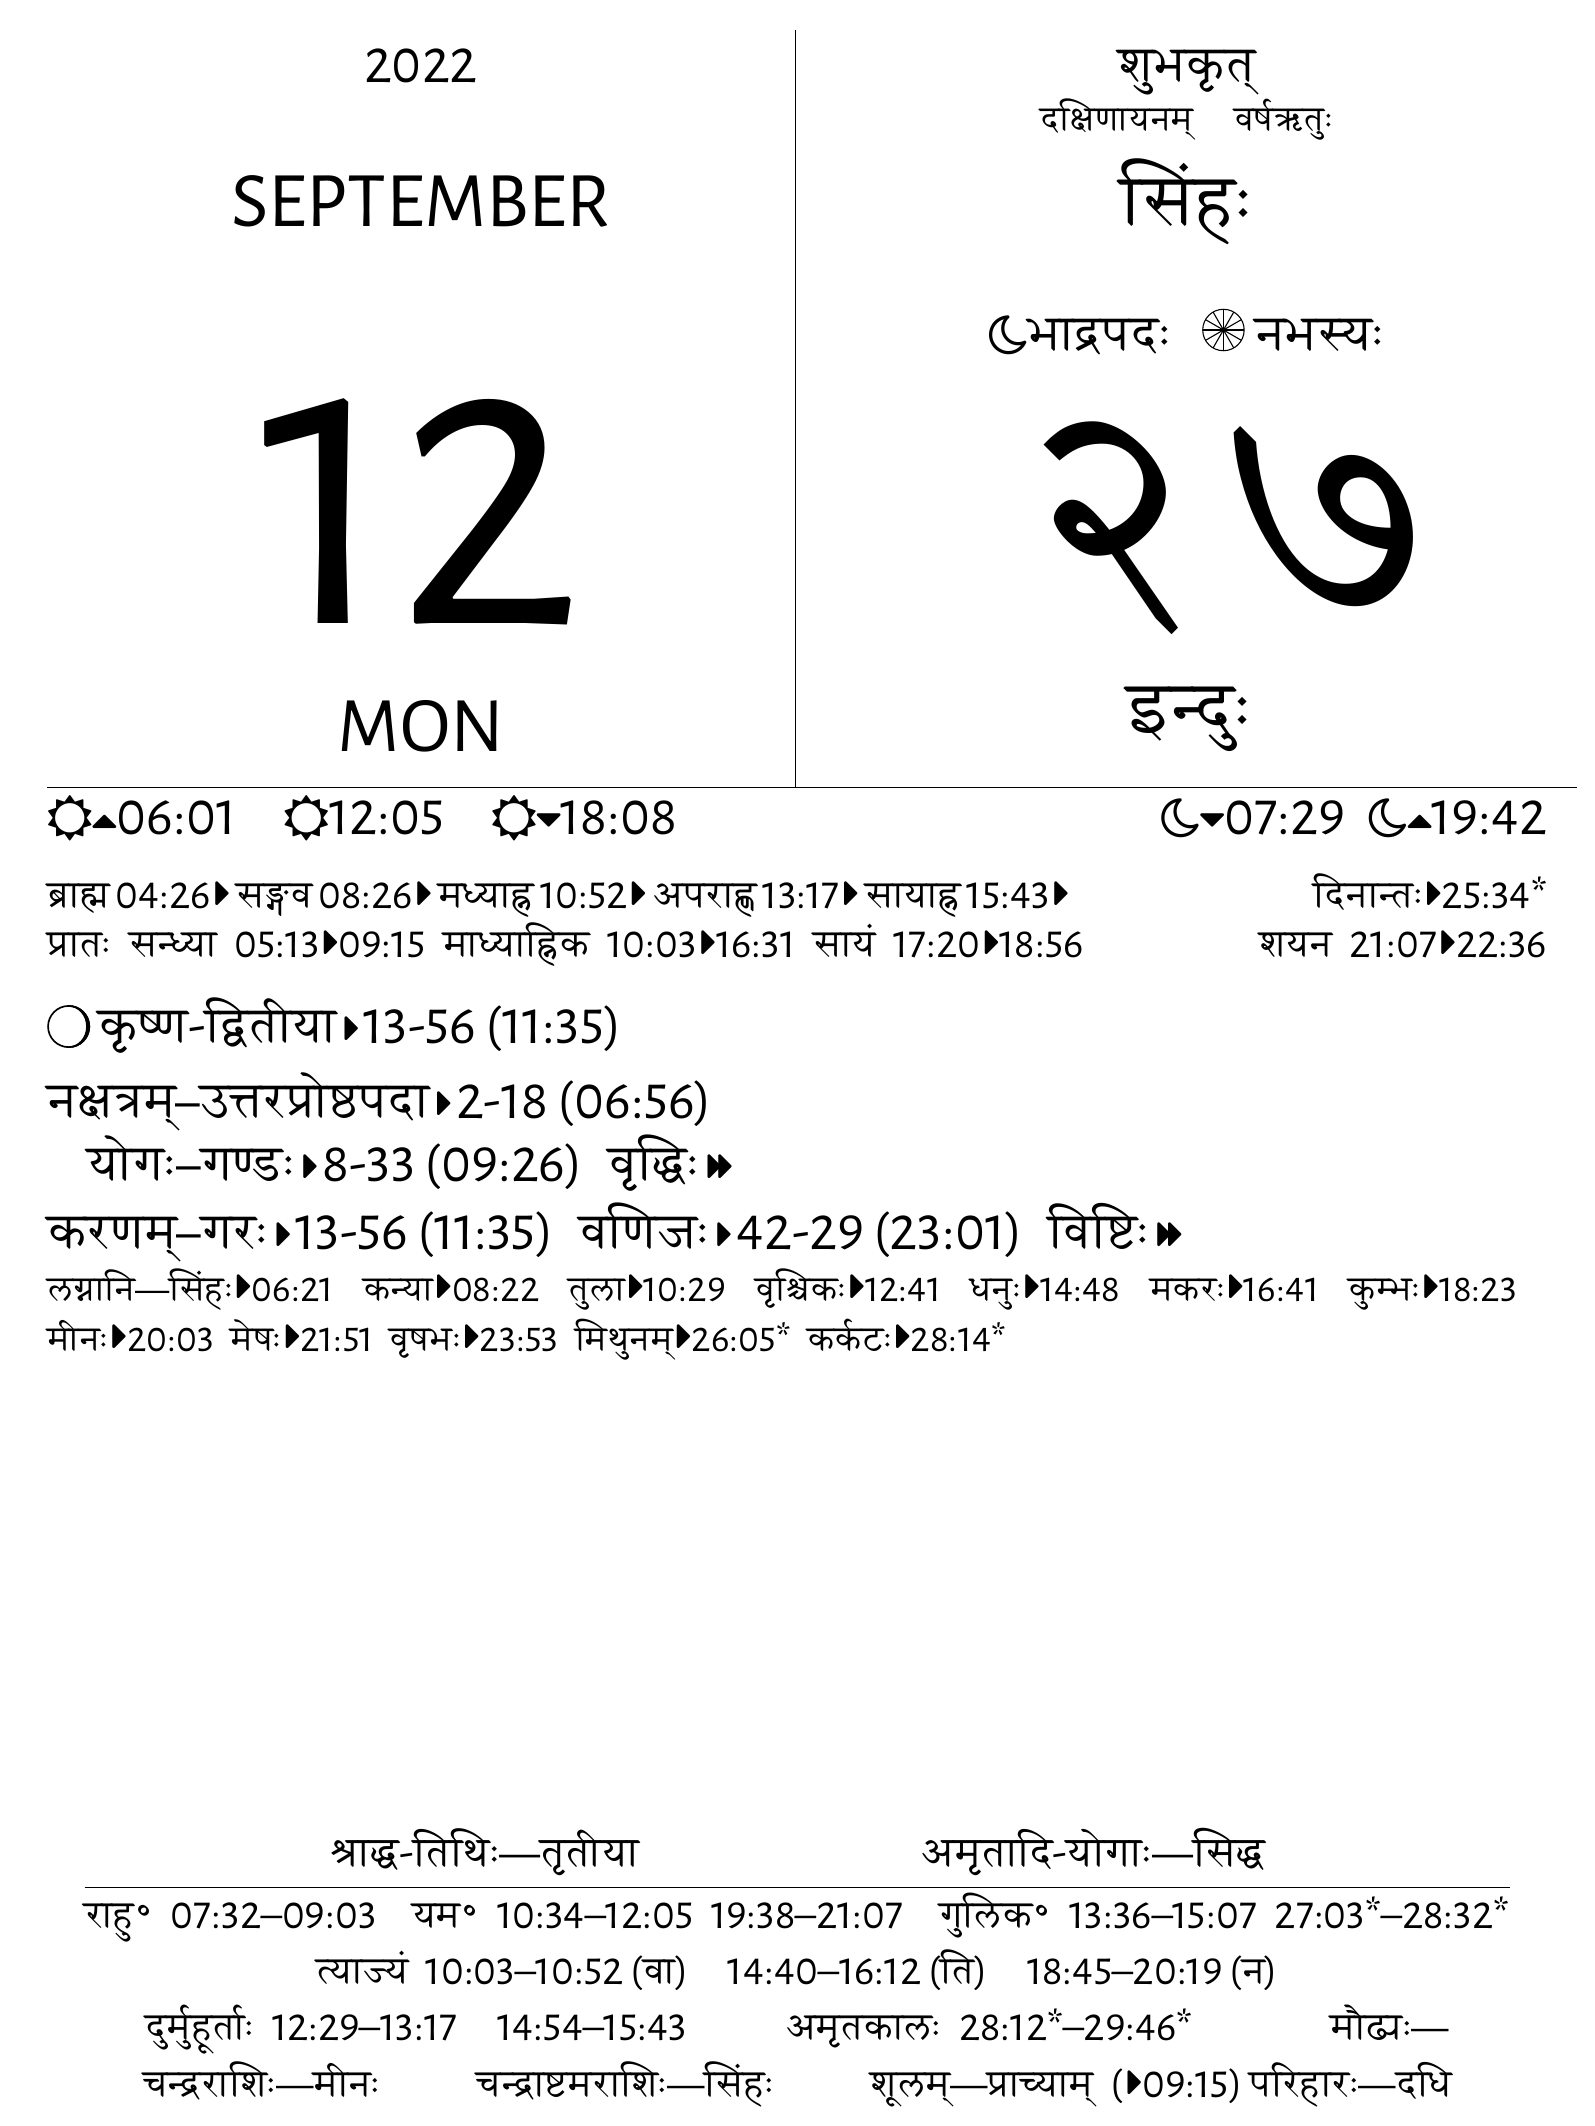 2022
SEPTEMBER
12
MON
शुभकृत्
दक्षिणायनम् वर्षऋतुः
सिंहः
भाद्रपदः नभस्यः
२७
इन्दुः
06:01 12:05 18:08 07:29 19:42
ब्राह्म 04:26 सङ्गव 08:26 मध्याह्न 10:52 अपराह्ण 13:17 सायाह्न 15:43 दिनान्तः 25:34*
प्रातः सन्ध्या 05:13 09:15 माध्याह्निक 10:03 16:31 सायं 17:20 18:56 शयन 21:07 22:36
कृष्ण-द्वितीया 13-56 (11:35)
नक्षत्रम्–उत्तरप्रोष्ठपदा 2-18 (06:56)
योगः–गण्डः 8-33 (09:26) वृद्धिः
करणम्–गरः 13-56 (11:35) वणिजः 42-29 (23:01) विष्टिः
लग्नानि—सिंहः 06:21 कन्या 08:22 तुला 10:29 वृश्चिकः 12:41 धनुः 14:48 मकरः 16:41 कुम्भः 18:23
मीनः 20:03 मेषः 21:51 वृषभः 23:53 मिथुनम् 26:05* कर्कटः 28:14*
श्राद्ध-तिथिः—तृतीया अमृतादि-योगाः—सिद्ध
राहु॰ 07:32–09:03 यम॰ 10:34–12:05 19:38–21:07 गुलिक॰ 13:36–15:07 27:03*–28:32*
त्याज्यं 10:03–10:52 (वा) 14:40–16:12 (ति) 18:45–20:19 (न)
दुर्मुहूर्ताः 12:29–13:17 14:54–15:43 अमृतकालः 28:12*–29:46* मौढ्यः—
चन्द्रराशिः—मीनः चन्द्राष्टमराशिः—सिंहः शूलम्—प्राच्याम् (09:15) परिहारः—दधि